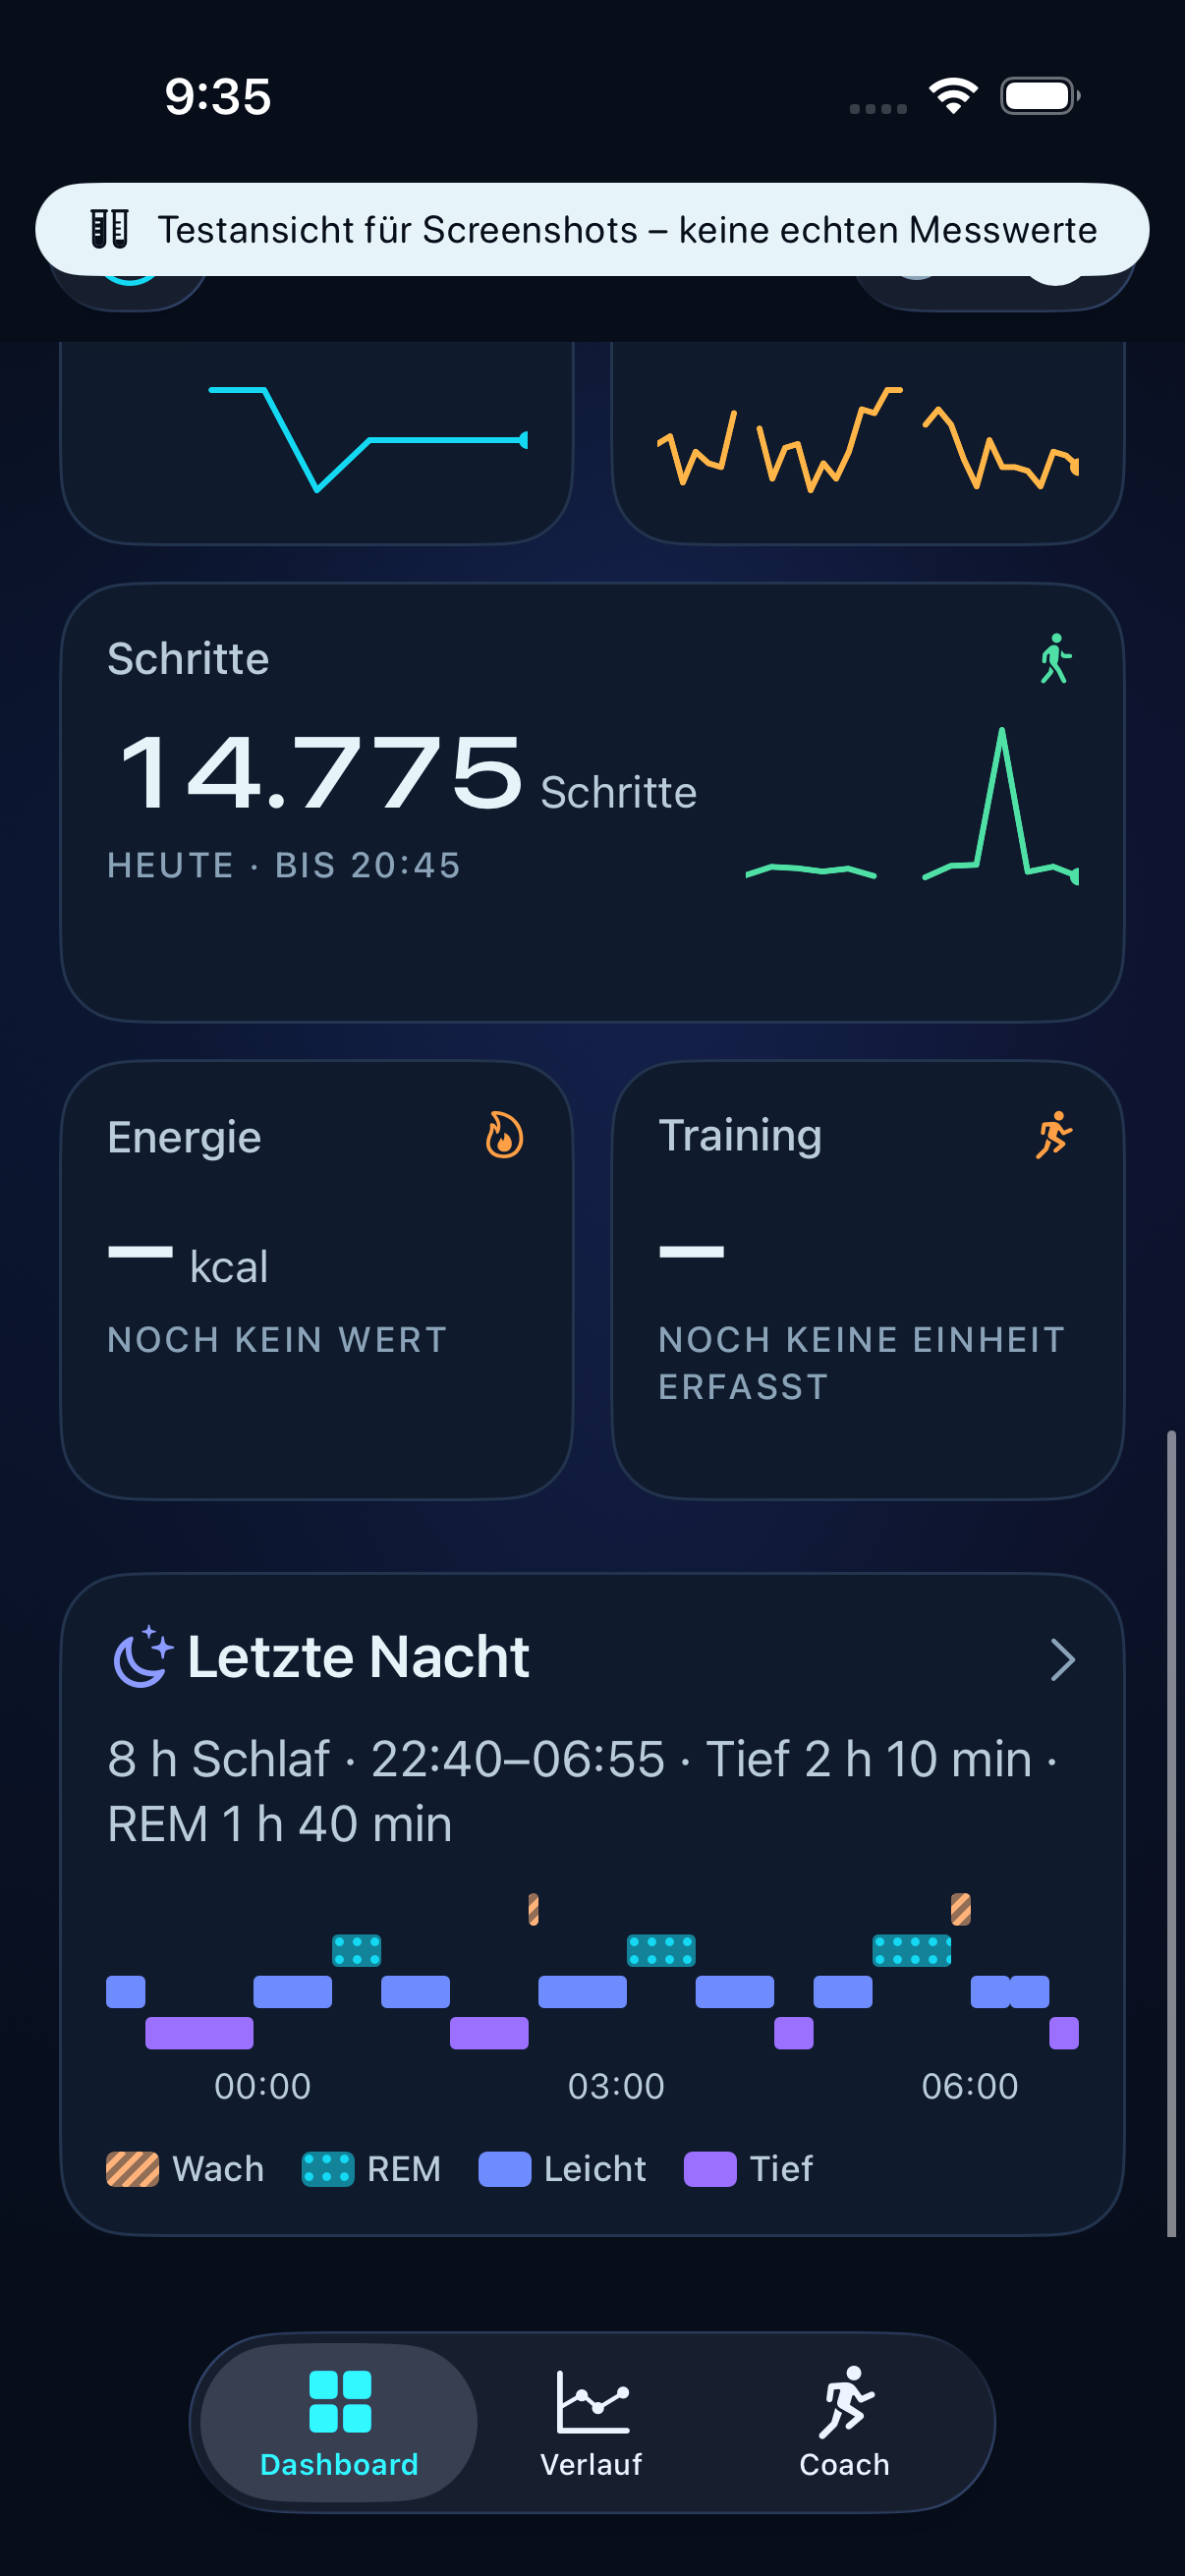 9:35
Testansicht für Screenshots – keine echten Messwerte
Schritte
14.775 Schritte
HEUTE · BIS 20:45
Energie
— kcal
NOCH KEIN WERT
Training
—
NOCH KEINE EINHEIT
ERFASST
Letzte Nacht
8 h Schlaf · 22:40–06:55 · Tief 2 h 10 min ·
REM 1 h 40 min
00:00 03:00 06:00
Wach REM Leicht Tief
Dashboard Verlauf Coach